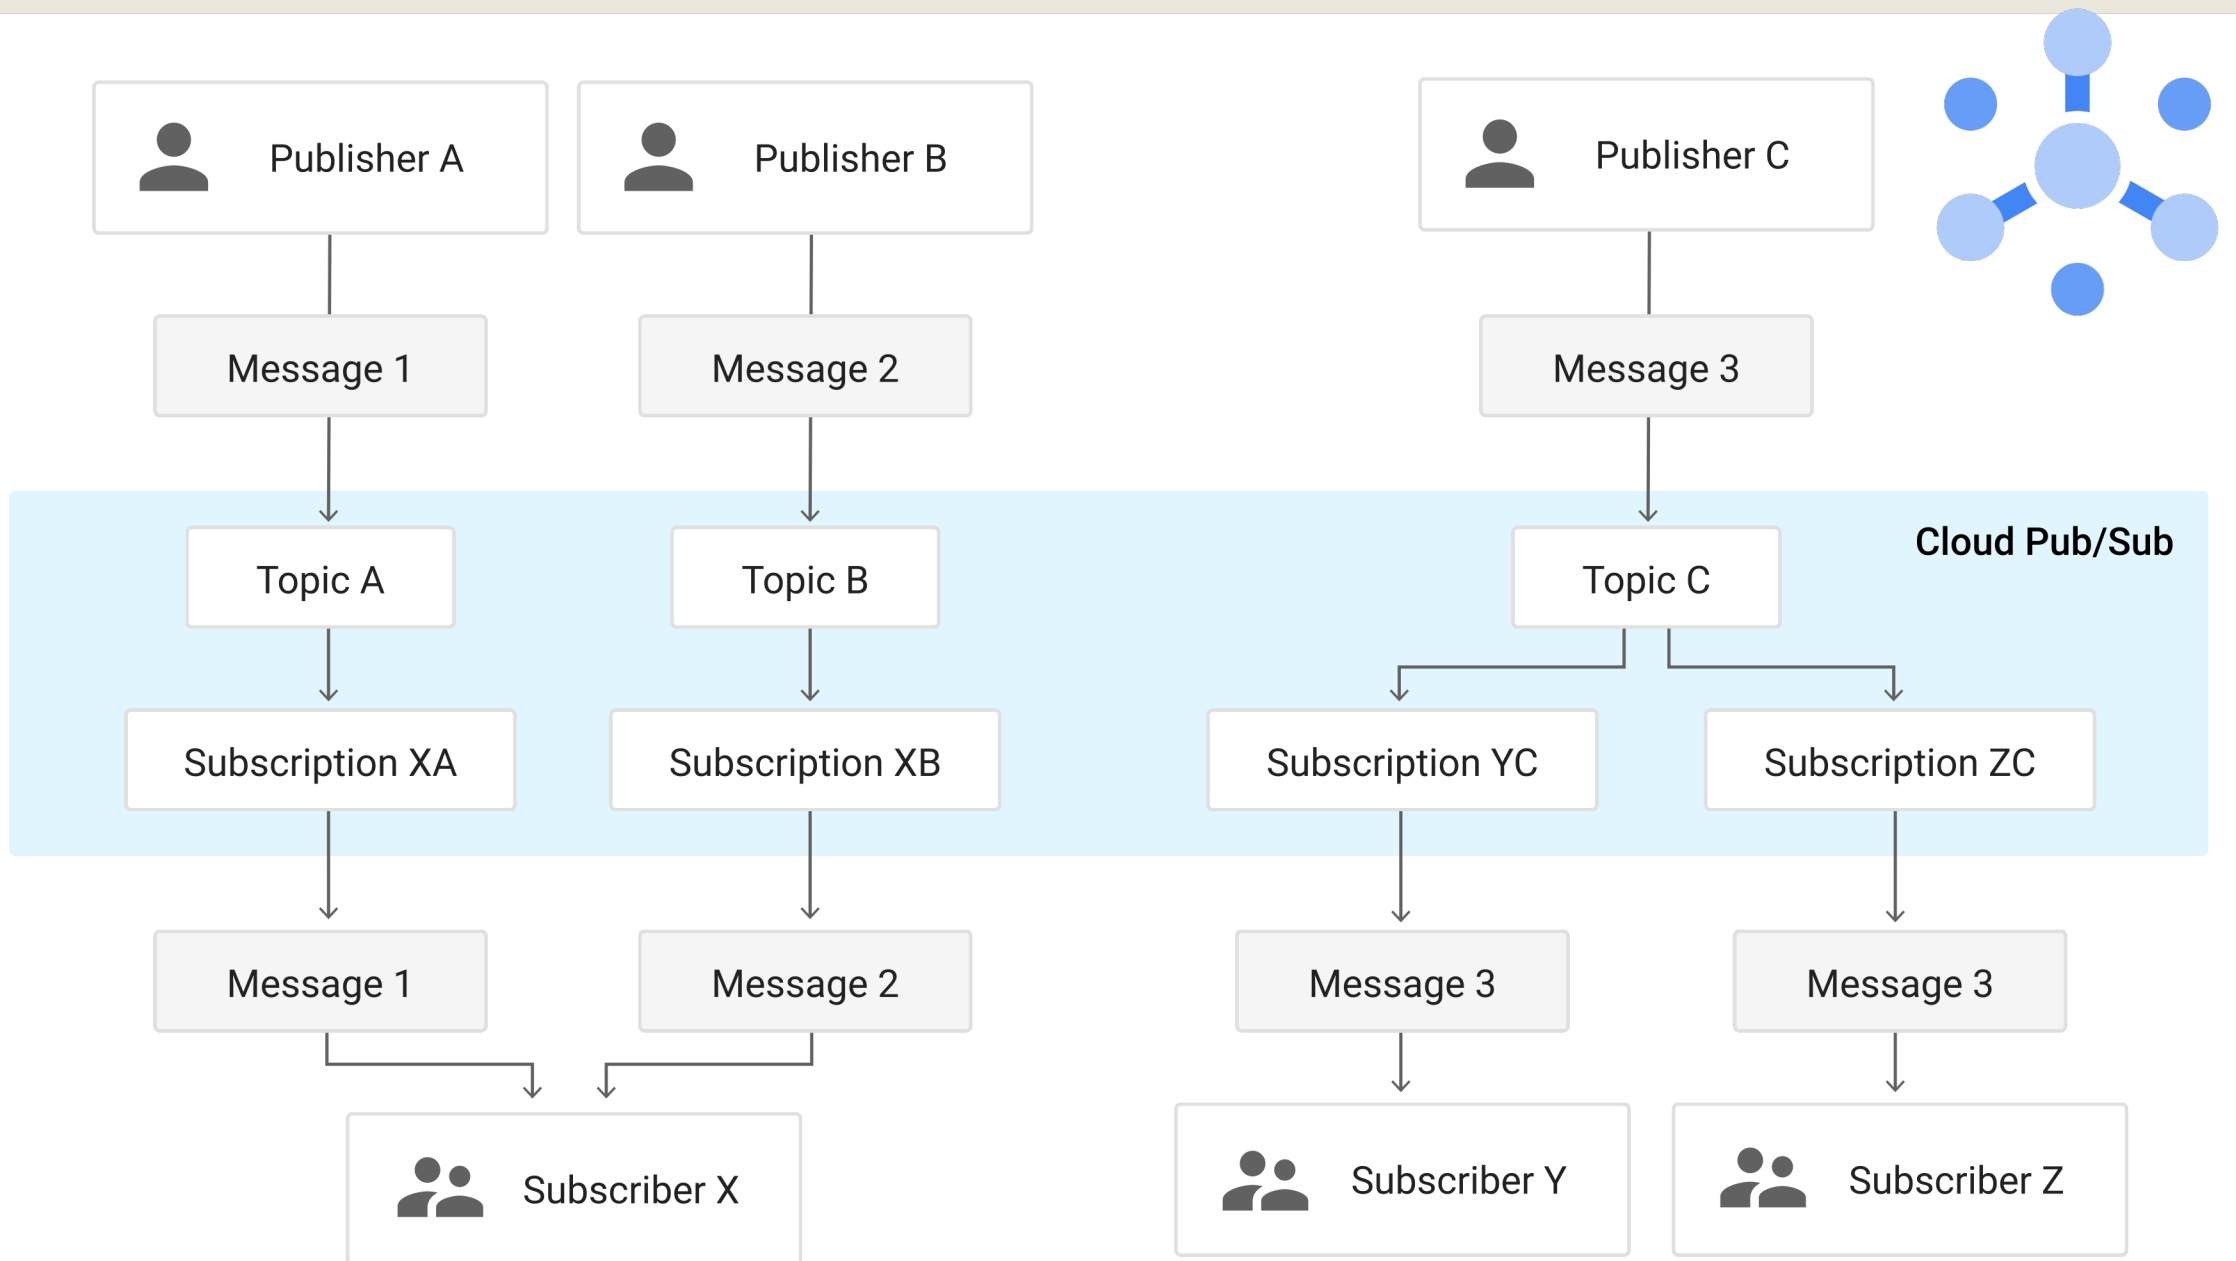 Publisher A
Publisher B
Publisher C
Message 1
Message 2
Message 3
Cloud Pub/Sub
Topic A
Topic B
Topic C
Subscription XA
Subscription XB
Subscription YC
Subscription ZC
Message 1
Message 2
Message 3
Message 3
Subscriber X
Subscriber Y
Subscriber Z